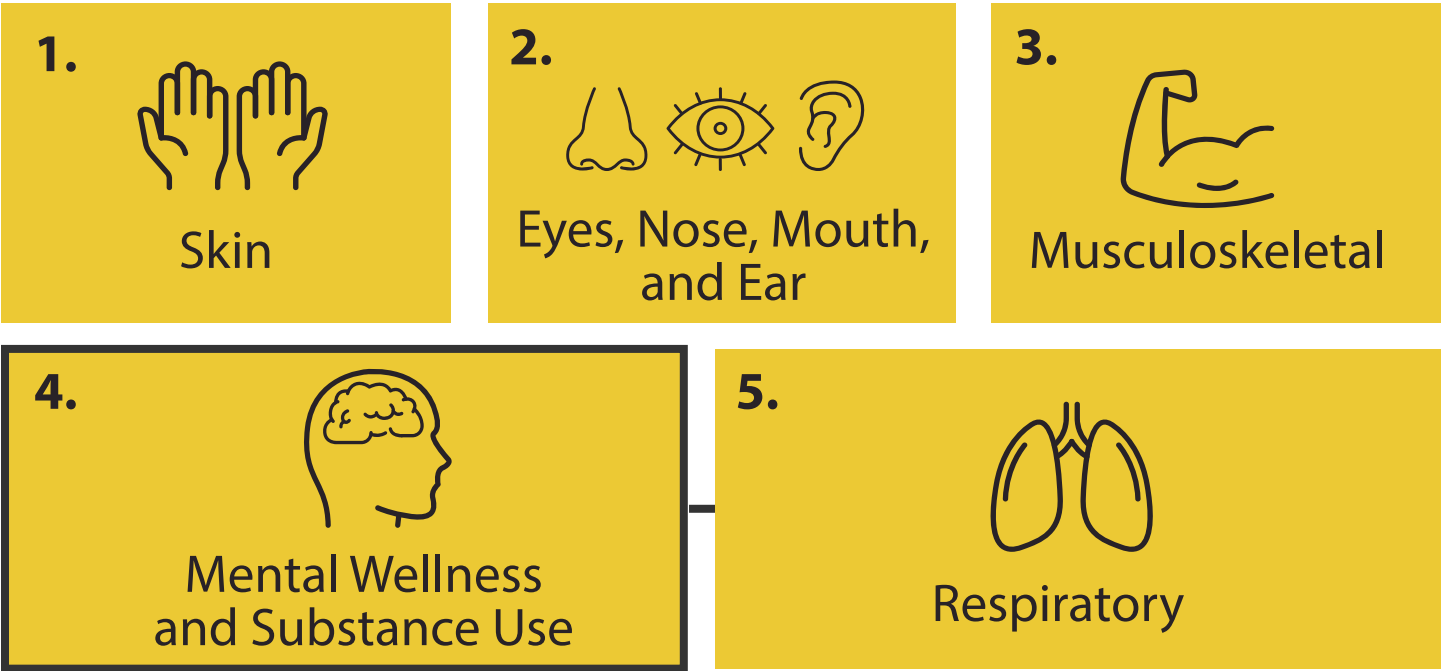 1.
Skin
2.
Eyes, Nose, Mouth,
and Ear
3.
Musculoskeletal
4.
Mental Wellness
and Substance Use
5.
Respiratory